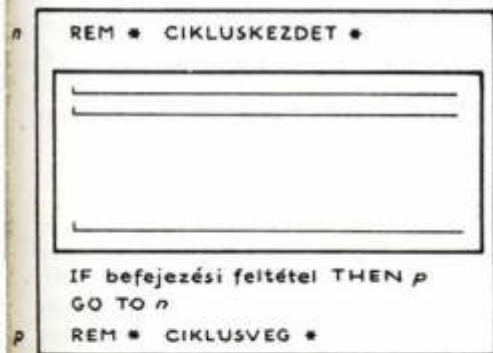 n REM * CIKLUSKEZDET *
IF befejezési feltétel THEN p
GO TO n
p REM * CIKLUSVEG *